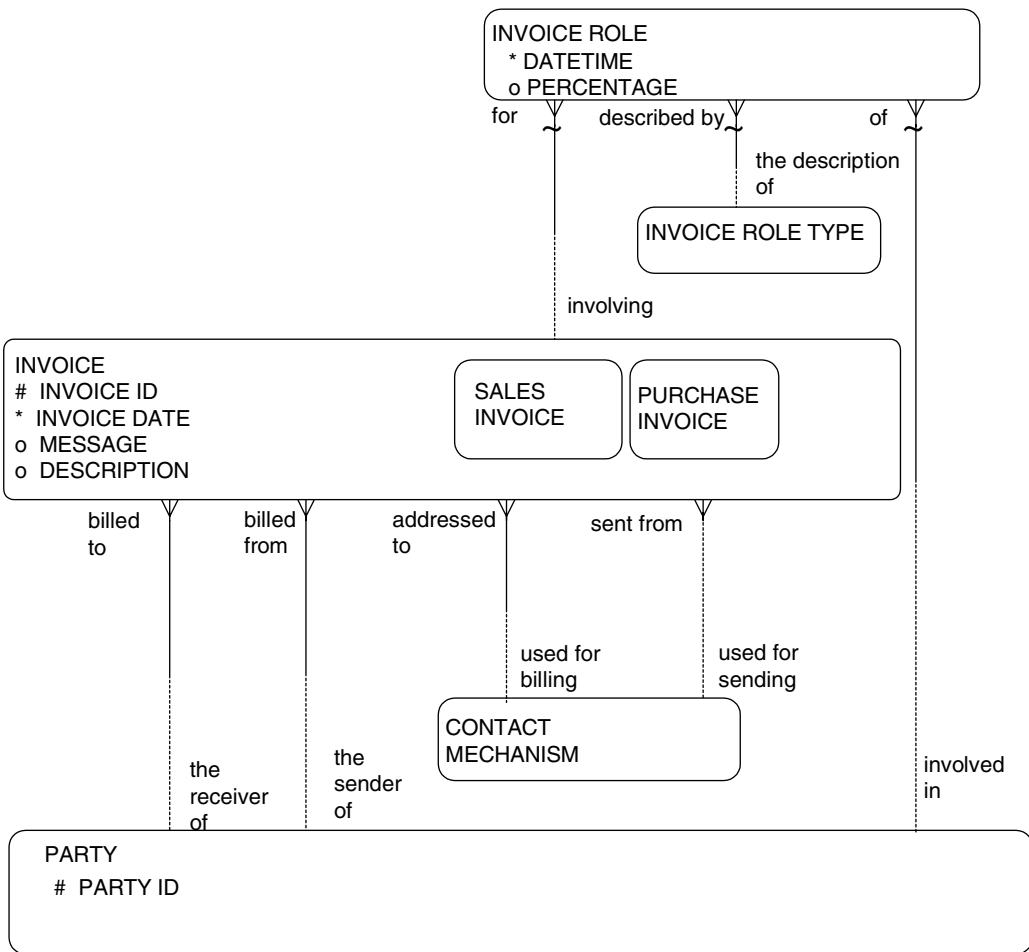 INVOICE ROLE
* DATETIME
o PERCENTAGE
for
described by
of
~
~
~
the description
of
INVOICE ROLE TYPE
involving
INVOICE
# INVOICE ID
* INVOICE DATE
o MESSAGE
o DESCRIPTION
SALES
INVOICE
PURCHASE
INVOICE
billed
to
billed
from
addressed
to
sent from
used for
billing
used for
sending
CONTACT
MECHANISM
the
receiver
of
the
sender
of
involved
in
PARTY
# PARTY ID